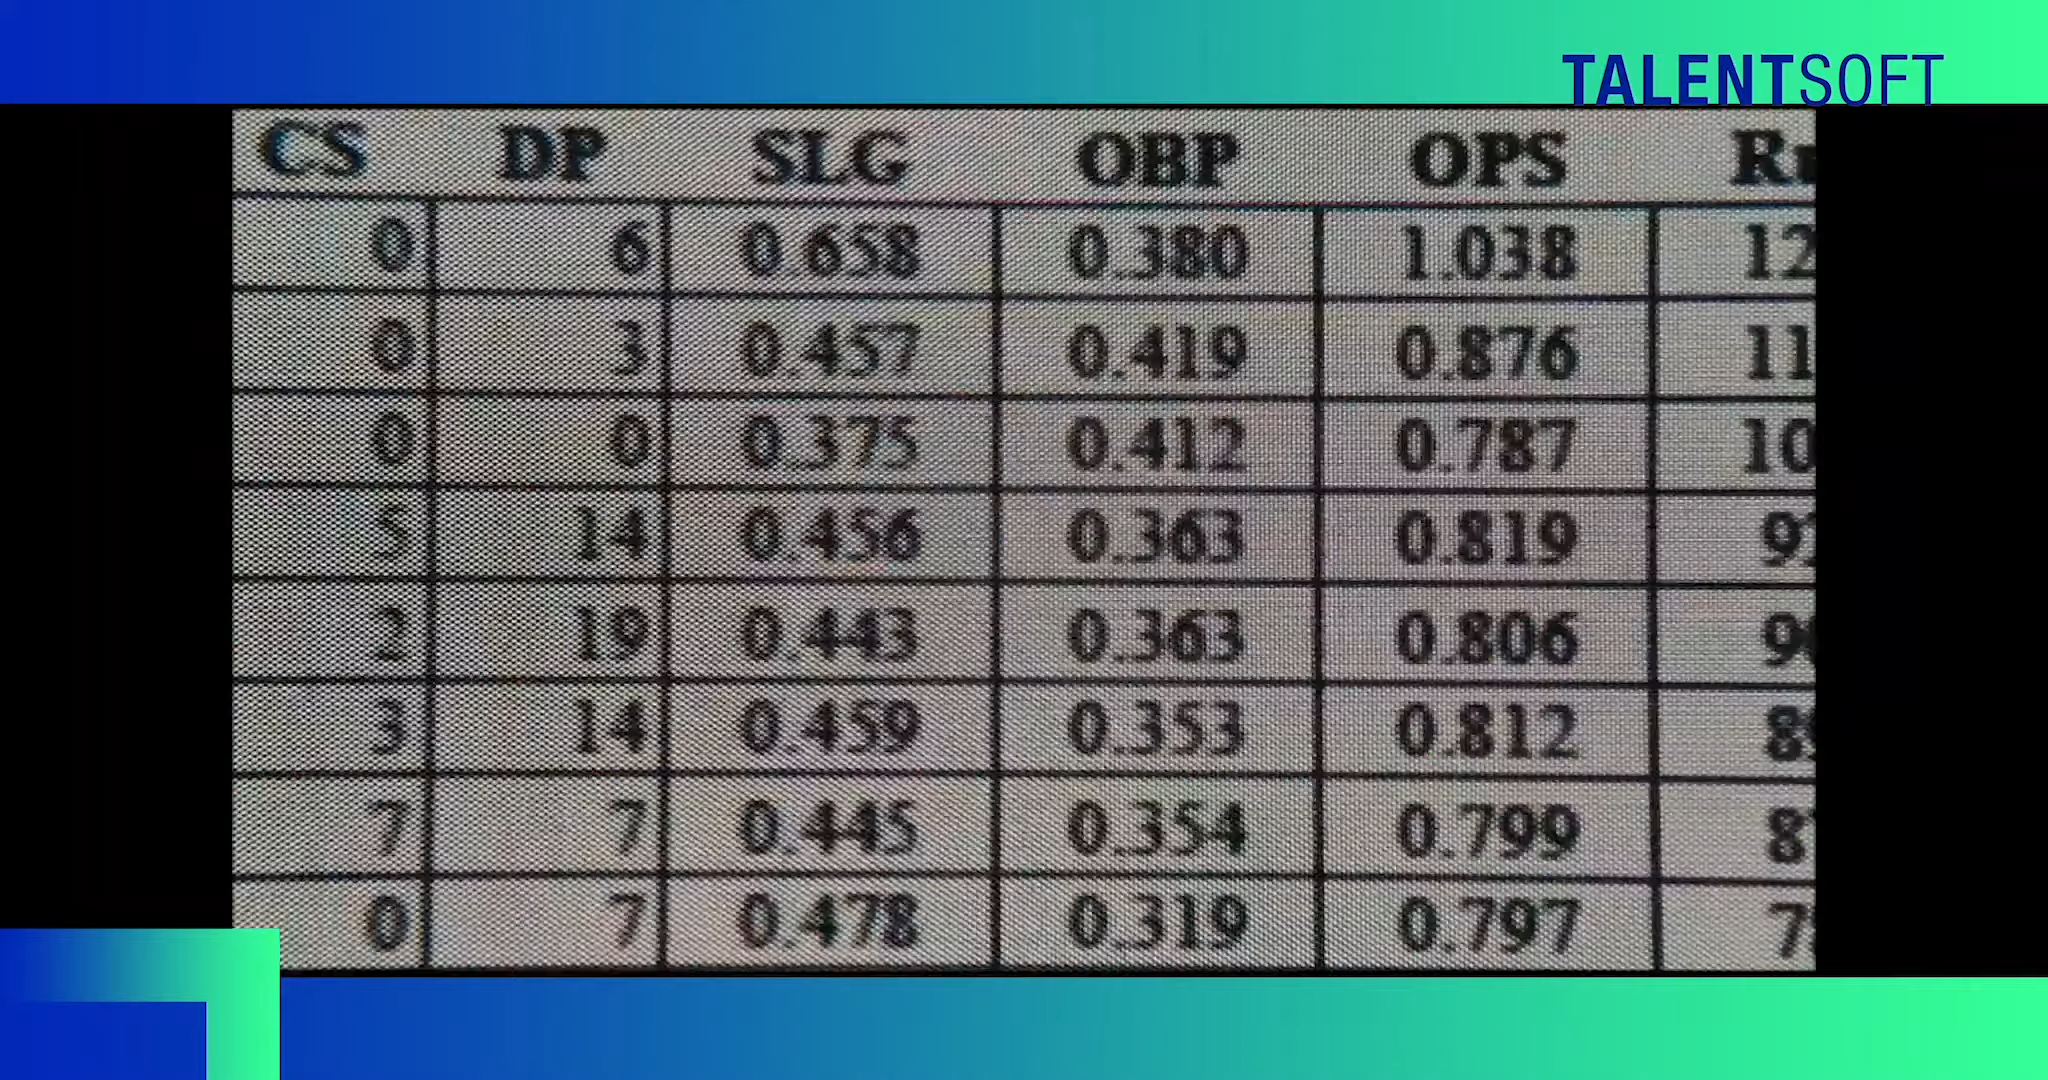 TALENTSOFT
CS DP SLG OBP OPS
0 6 0.658 0.380 1.038 12
0 3 0.457 0.419 0.876 11
0 0 0.375 0.412 0.787 10
5 14 0.456 0.363 0.819
2 19 0.443 0.363 0.806
3 14 0.459 0.353 0.812
7 7 0.445 0.354 0.799
0 7 0.478 0.319 0.797